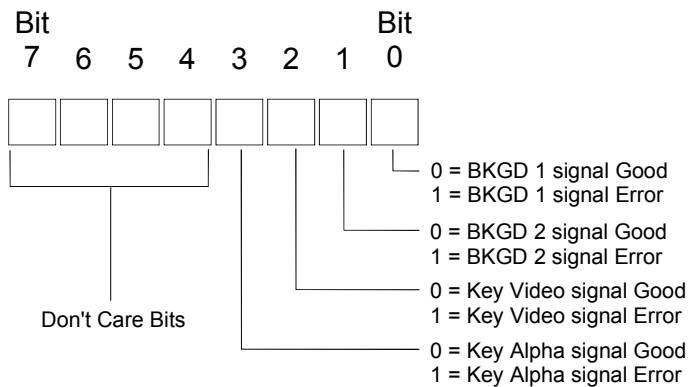 Bit Bit
7 6 5 4 3 2 1 0
0 = BKGD 1 signal Good
1 = BKGD 1 signal Error
0 = BKGD 2 signal Good
1 = BKGD 2 signal Error
0 = Key Video signal Good
1 = Key Video signal Error
Don't Care Bits
0 = Key Alpha signal Good
1 = Key Alpha signal Error